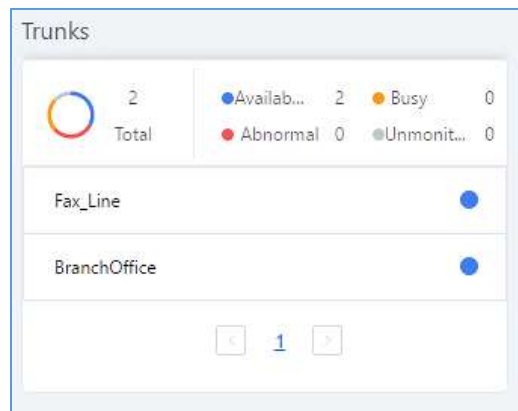 Trunks
2
Total
Availab... 2 Busy 0
Abnormal 0 Unmonit... 0
Fax_Line
BranchOffice
< 1 >